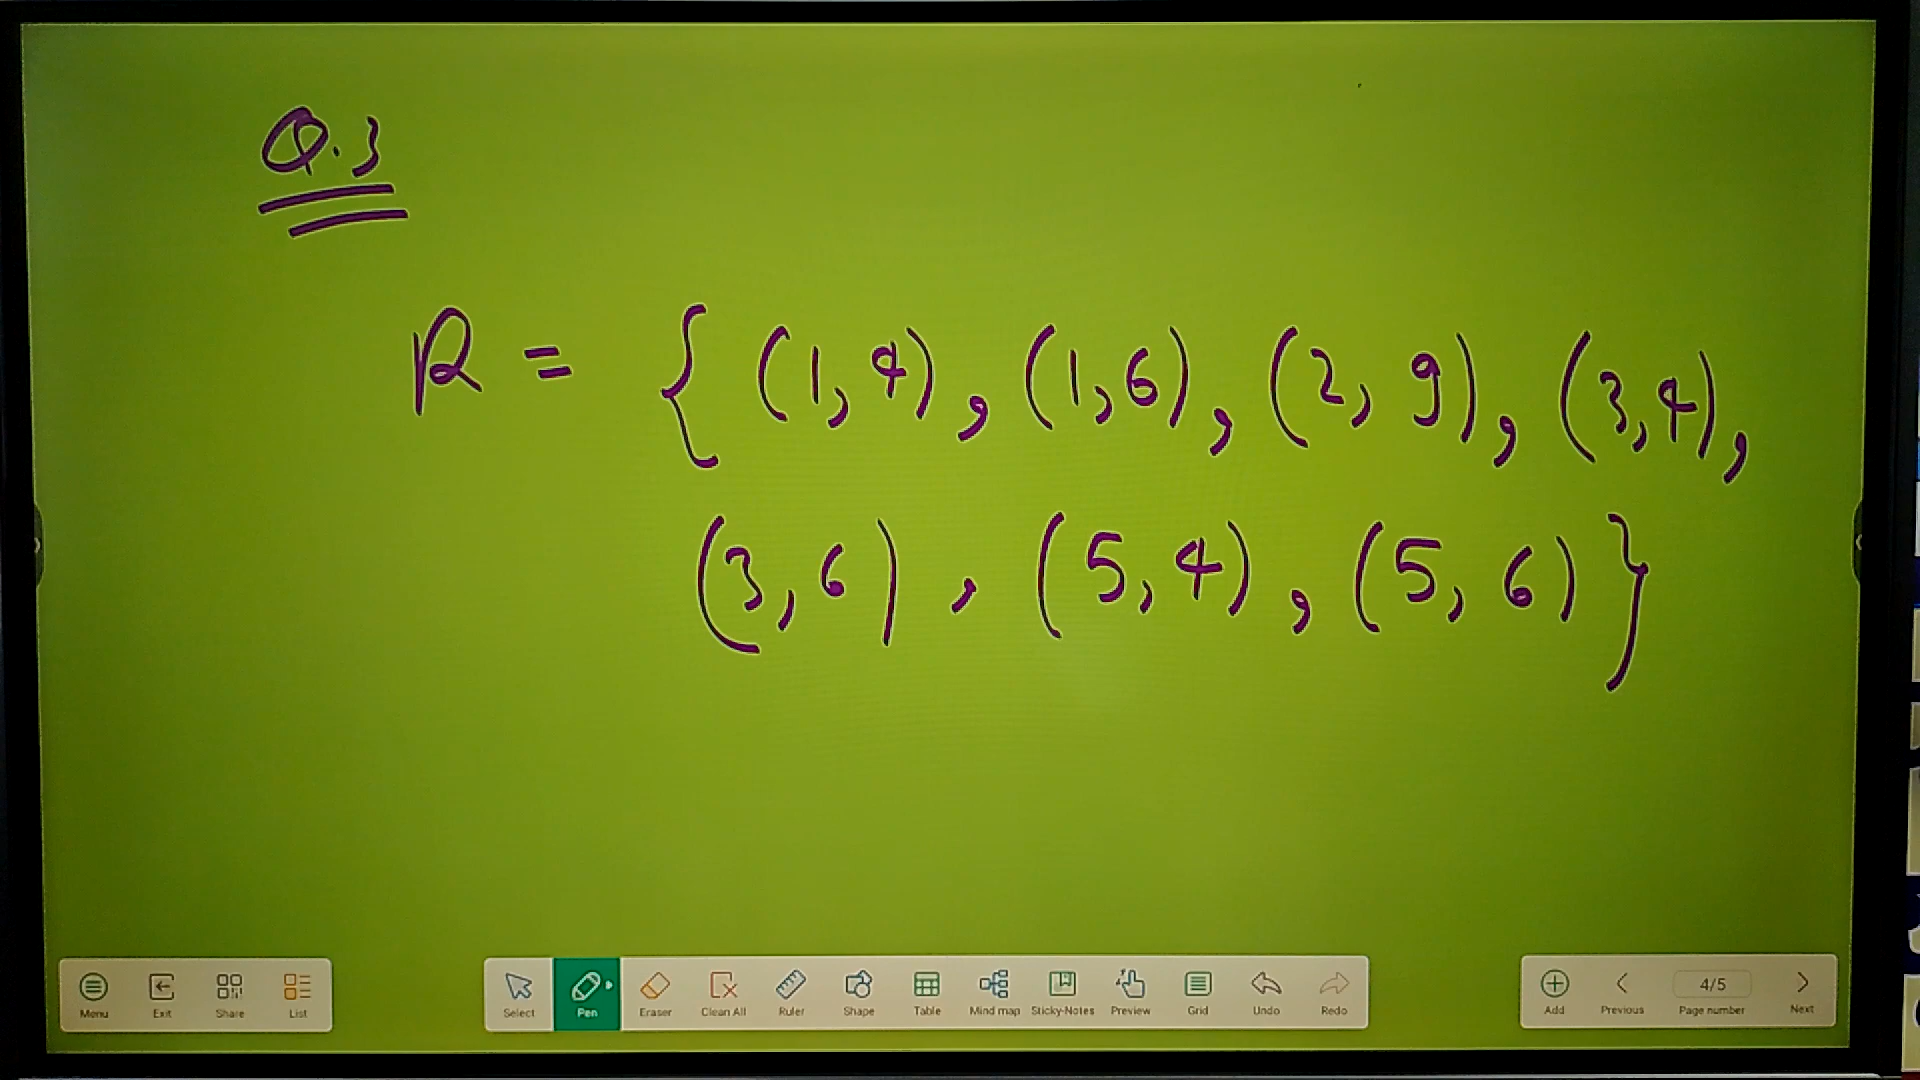 Q.3
R = { (1,4), (1,6), (2, 9), (3,4),
(3,6), (5,4), (5,6) }
Menu Exit Share List Select Pen Eraser Clean All Ruler Shape Table Mind map Sticky-Notes Preview Grid Undo Redo Add Previous 4/5 Page number Next